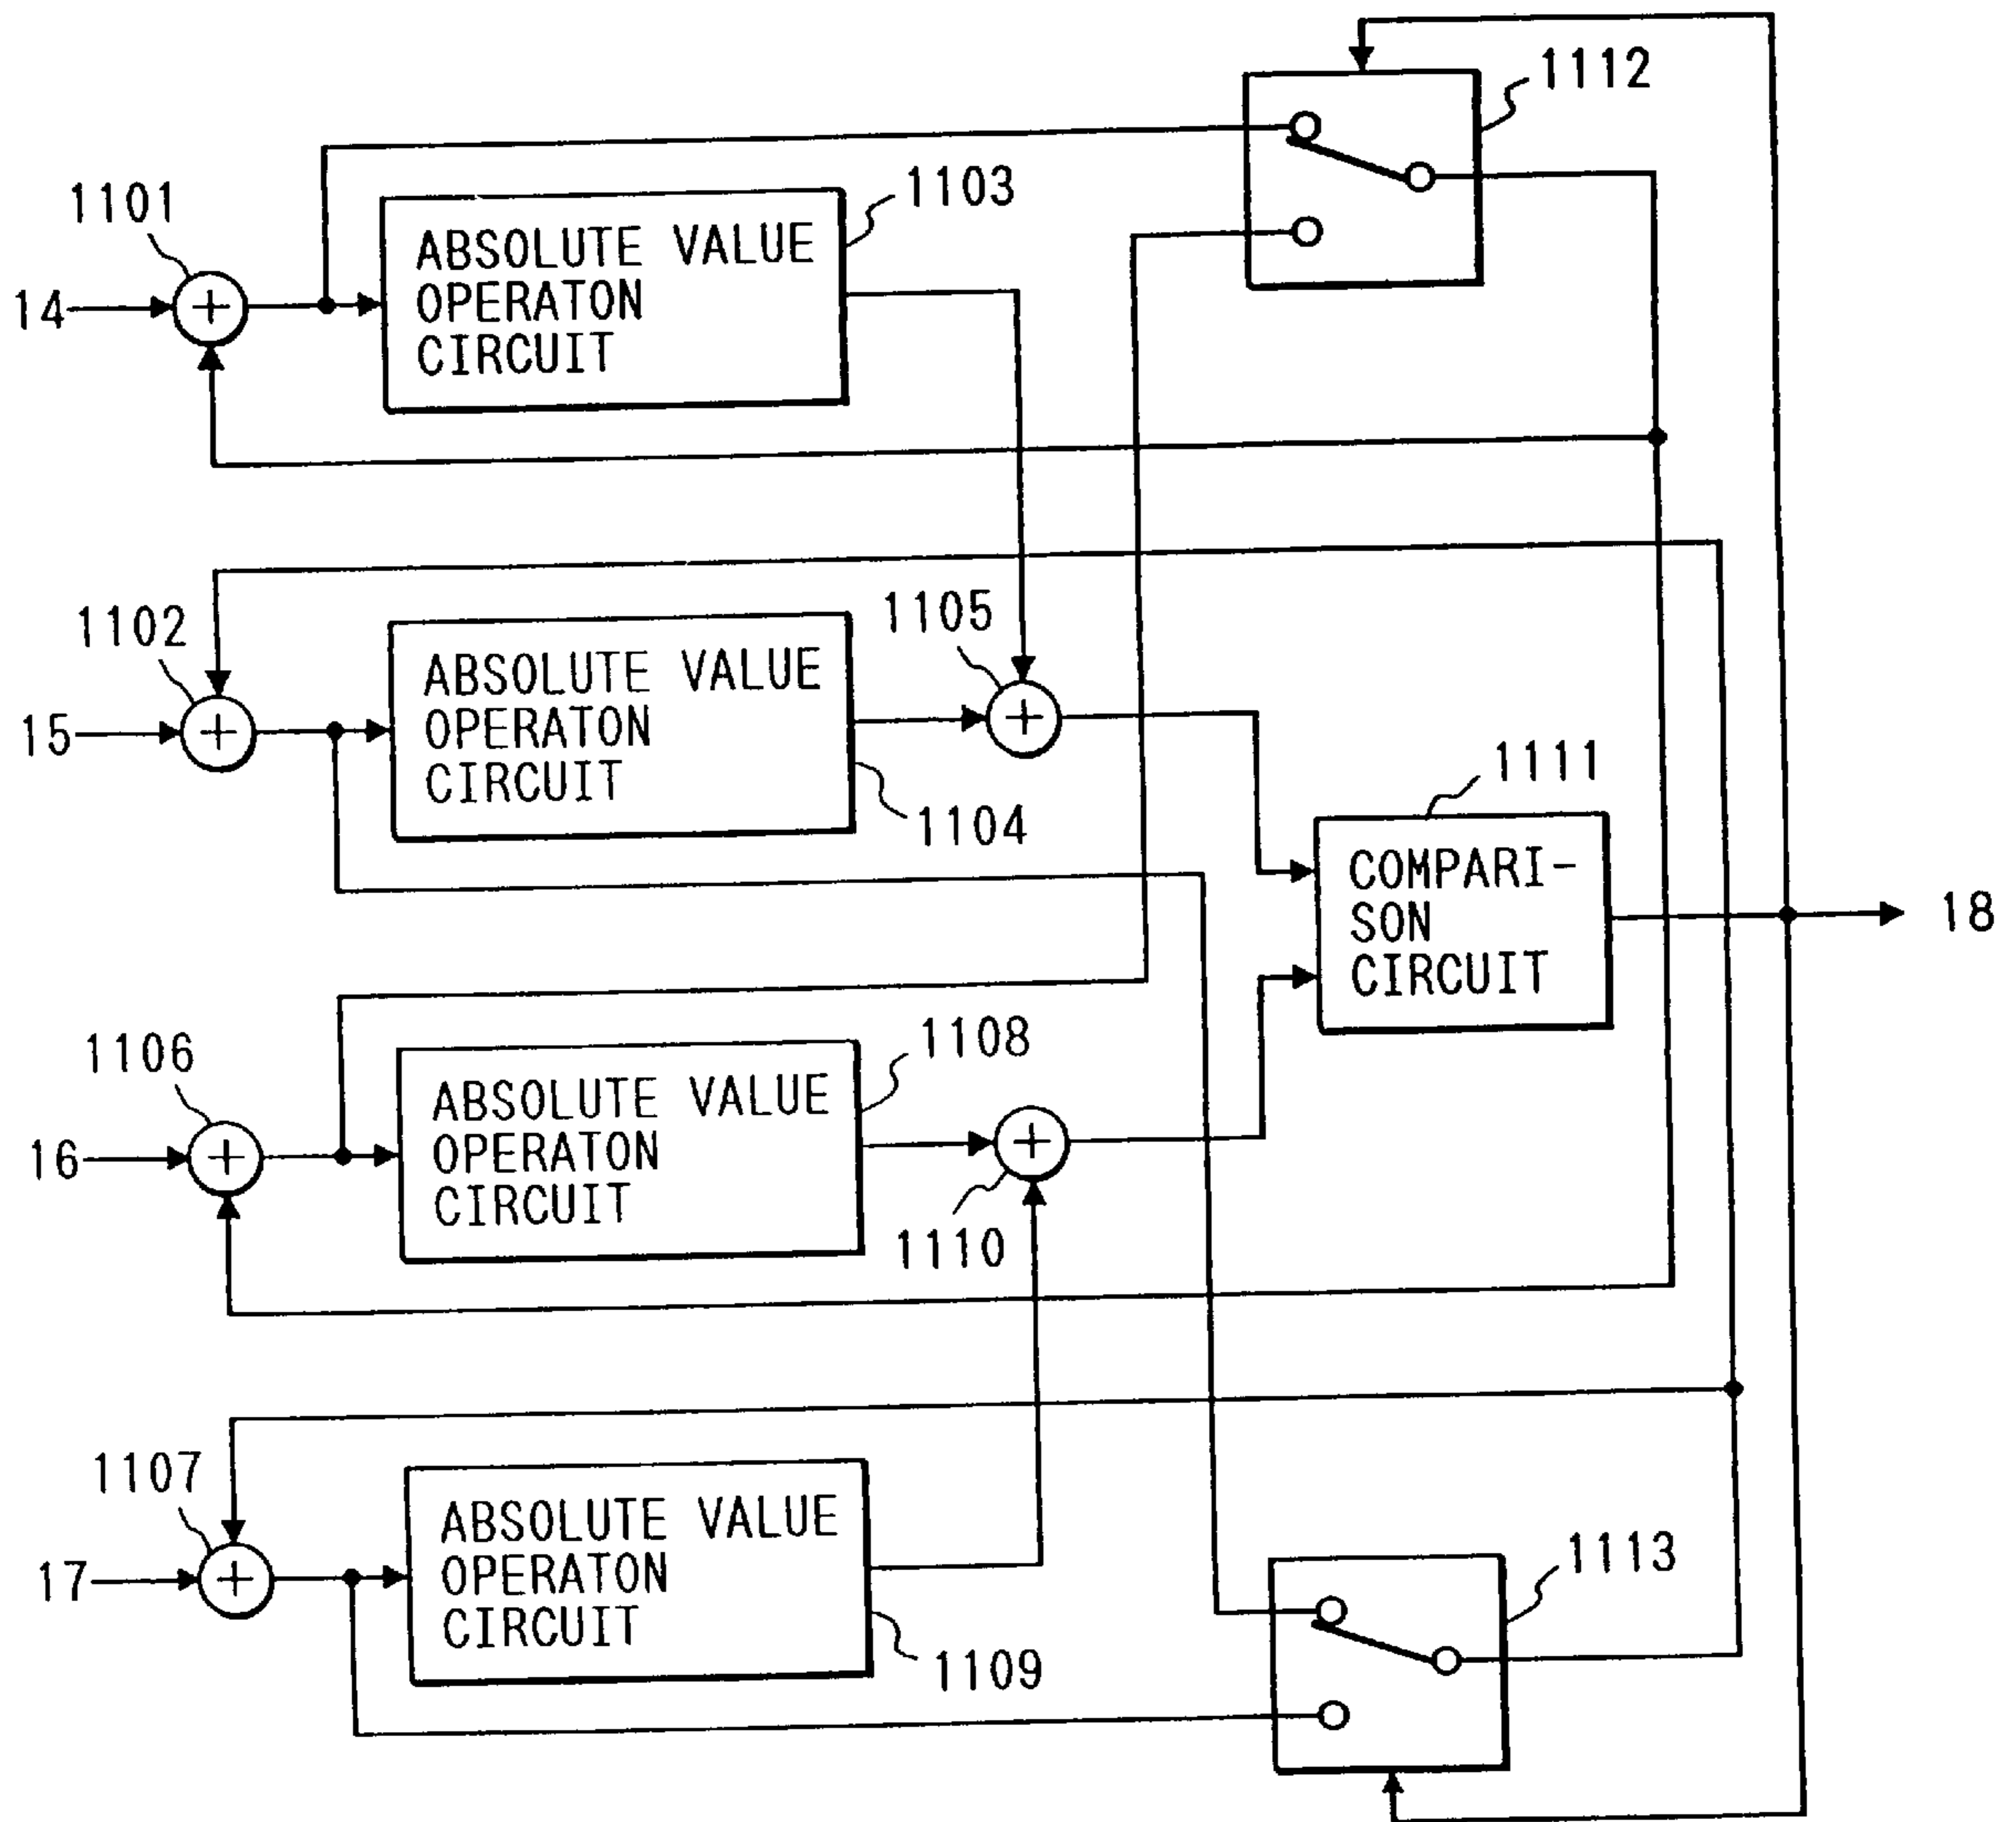 1112
1101
1103
ABSOLUTE VALUE
OPERATON
CIRCUIT
14
+
1102
1105
ABSOLUTE VALUE
OPERATON
CIRCUIT
15
+
+
1104
1111
COMPARI-
SON
CIRCUIT
18
1106
1108
ABSOLUTE VALUE
OPERATON
CIRCUIT
16
+
+
1110
1107
ABSOLUTE VALUE
OPERATON
CIRCUIT
17
+
1109
1113